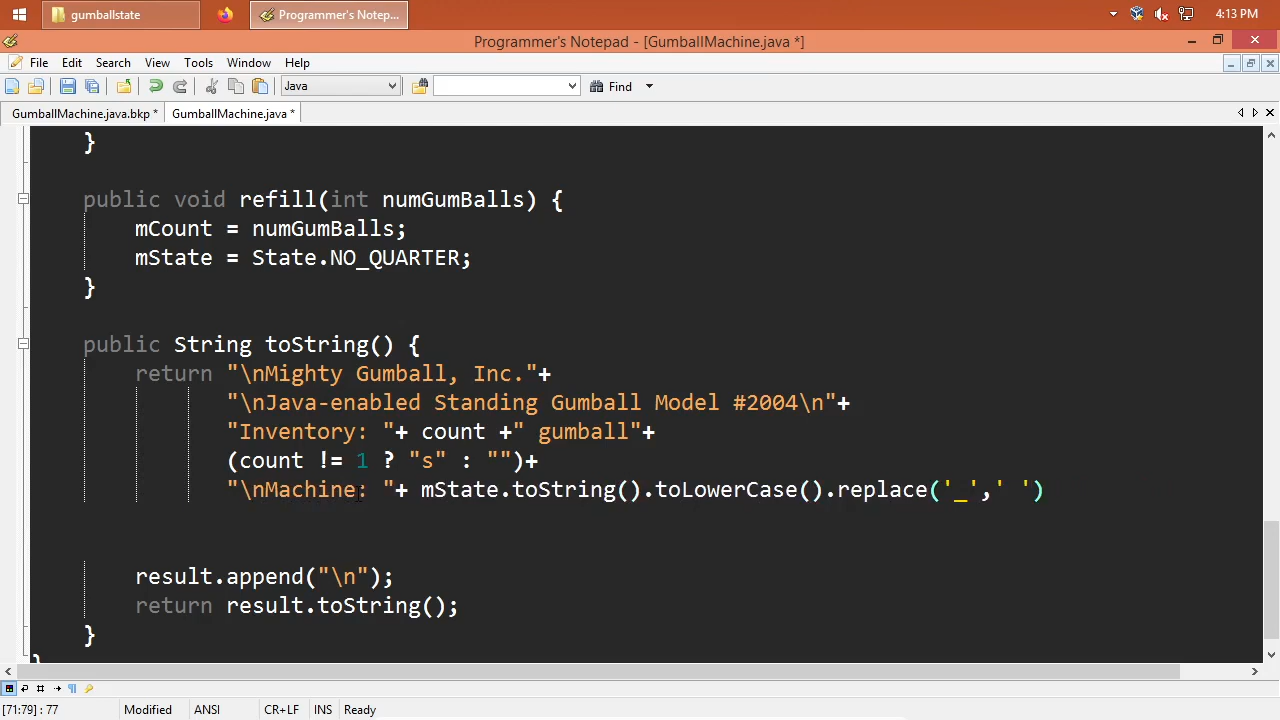 gumballstate
Programmer's Notep...
4:13 PM
Programmer's Notepad - [GumballMachine.java *]
File Edit Search View Tools Window Help
Java
Find
GumballMachine.java.bkp * GumballMachine.java *
}
public void refill(int numGumBalls) {
mCount = numGumBalls;
mState = State.NO_QUARTER;
}
public String toString() {
return "\nMighty Gumball, Inc."+
"\nJava-enabled Standing Gumball Model #2004\n"+
"Inventory: "+ count +" gumball"+
(count != 1 ? "s" : "")+
"\nMachine: "+ mState.toString().toLowerCase().replace('_',' ')
result.append("\n");
return result.toString();
}
}
[71:79] : 77 Modified ANSI CR+LF INS Ready